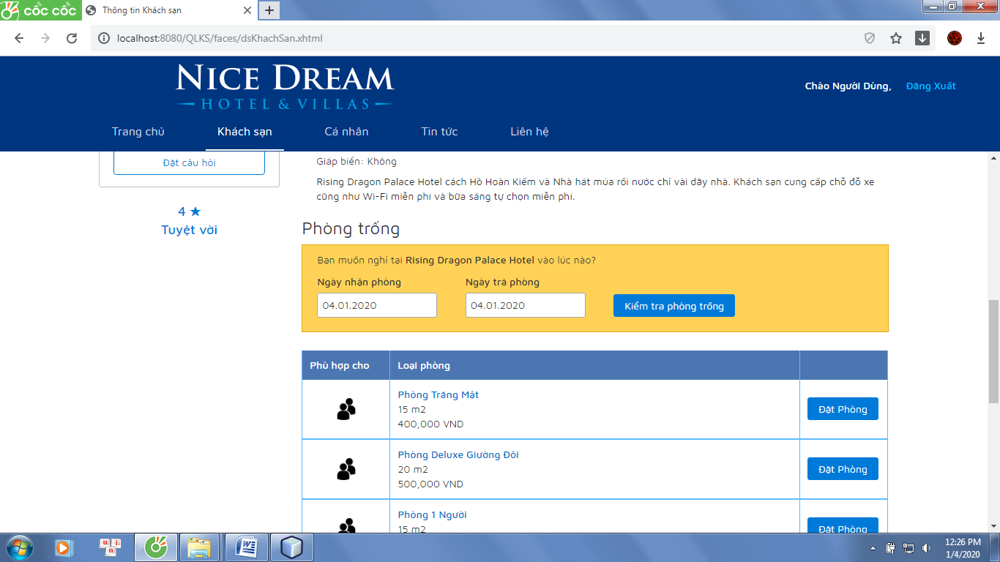 cốc cốc
Thông tin Khách sạn
localhost:8080/QLKS/faces/dsKhachSan.xhtml
NICE DREAM
HOTEL & VILLAS
Chào Người Dùng, Đăng Xuất
Trang chủ Khách sạn Cá nhân Tin tức Liên hệ
Đặt câu hỏi
4 ★
Tuyệt vời
Giáp biển: Không
Rising Dragon Palace Hotel cách Hồ Hoàn Kiếm và Nhà hát múa rối nước chỉ vài dãy nhà. Khách sạn cung cấp chỗ đỗ xe
cũng như Wi-Fi miễn phí và bữa sáng tự chọn miễn phí.
Phòng trống
Bạn muốn nghỉ tại Rising Dragon Palace Hotel vào lúc nào?
Ngày nhận phòng Ngày trả phòng
04.01.2020 04.01.2020 Kiểm tra phòng trống
Phù hợp cho Loại phòng
Phòng Trăng Mật
15 m2
400,000 VND
Đặt Phòng
Phòng Deluxe Giường Đôi
20 m2
500,000 VND
Đặt Phòng
Phòng 1 Người
15 m2
Đặt Phòng
12:26 PM
1/4/2020